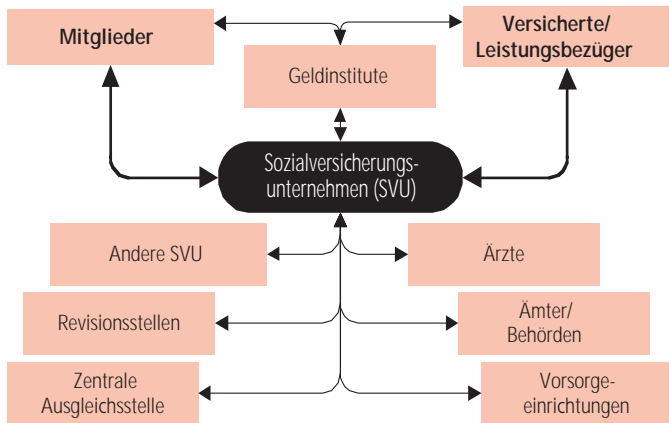 Mitglieder
Versicherte/
Leistungsbezüger
Geldinstitute
Sozialversicherungs-
unternehmen (SVU)
Andere SVU
Ärzte
Revisionsstellen
Ämter/
Behörden
Zentrale
Ausgleichsstelle
Vorsorge-
einrichtungen